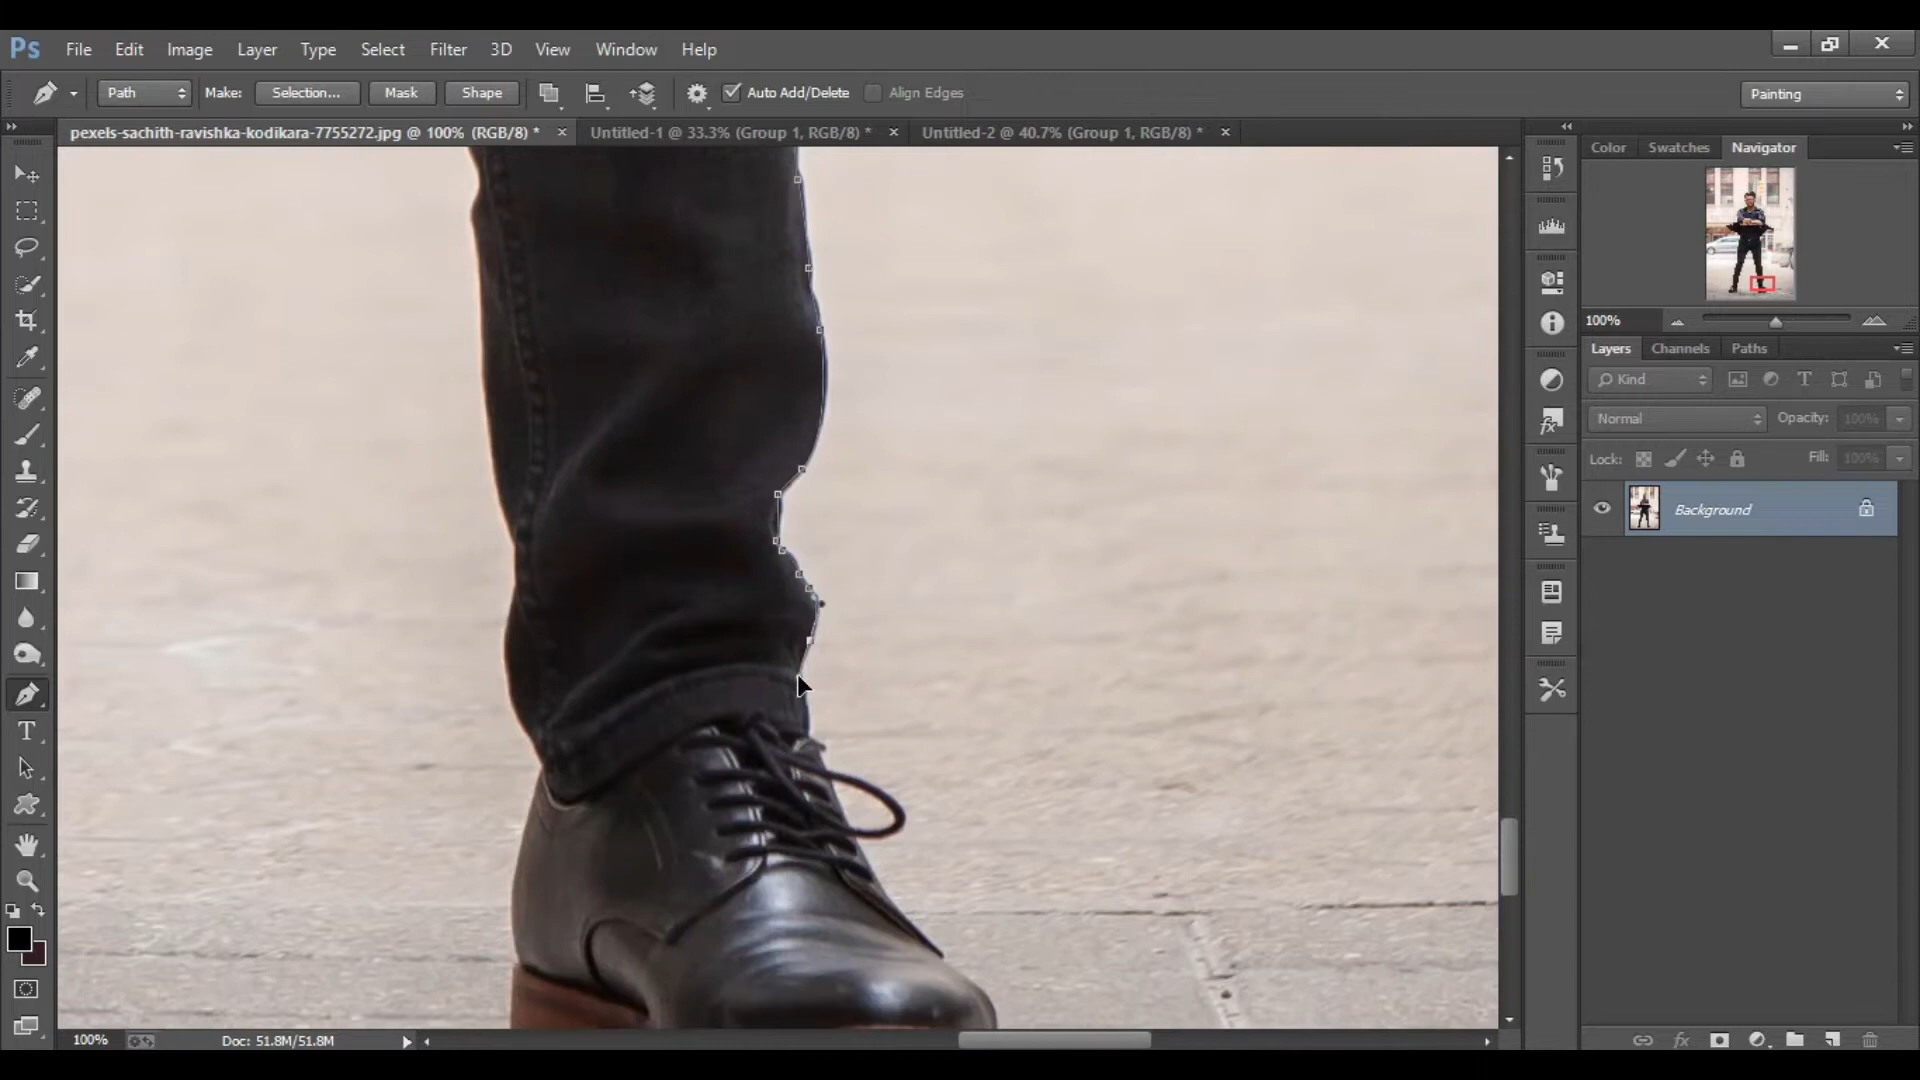 Ps File Edit Image Layer Type Select Filter 3D View Window Help
Path Make: Selection... Mask Shape Auto Add/Delete Align Edges Painting
pexels-sachith-ravishka-kodikara-7755272.jpg @ 100% (RGB/8) * Untitled-1 @ 33.3% (Group 1, RGB/8) * Untitled-2 @ 40.7% (Group 1, RGB/8) *
Color Swatches Navigator
100%
Layers Channels Paths
Kind
Normal Opacity: 100%
Lock: Fill: 100%
Background
100% Doc: 51.8M/51.8M